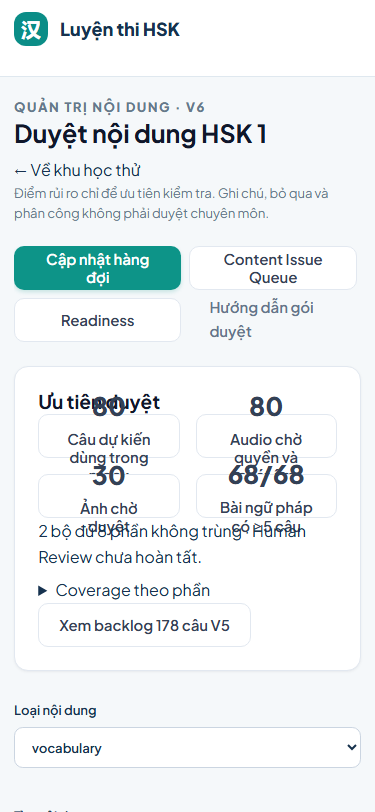 汉 Luyện thi HSK
QUẢN TRỊ NỘI DUNG · V6
Duyệt nội dung HSK 1
← Về khu học thử
Điểm rủi ro chỉ để ưu tiên kiểm tra. Ghi chú, bỏ qua và
phân công không phải duyệt chuyên môn.
Cập nhật hàng
đợi
Content Issue
Queue
Readiness
Hướng dẫn gói
duyệt
Ưu tiên duyệt
80
Câu dự kiến
dùng trong
80
Audio chờ
quyền và
30
Ảnh chờ
duyệt
68/68
Bài ngữ pháp
có ≥5 câu
2 bộ đủ 8 phần không trùng · Human
Review chưa hoàn tất.
▶ Coverage theo phần
Xem backlog 178 câu V5
Loại nội dung
vocabulary